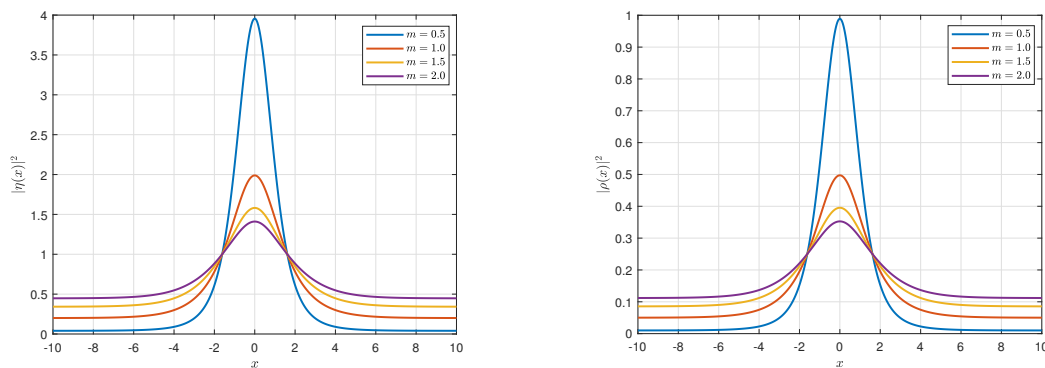 4
3.5
3
2.5
2
1.5
1
0.5
0
-10 -8 -6 -4 -2 0 2 4 6 8 10
x
|η(x)|²
m = 0.5
m = 1.0
m = 1.5
m = 2.0
1
0.9
0.8
0.7
0.6
0.5
0.4
0.3
0.2
0.1
0
-10 -8 -6 -4 -2 0 2 4 6 8 10
x
|ρ(x)|²
m = 0.5
m = 1.0
m = 1.5
m = 2.0